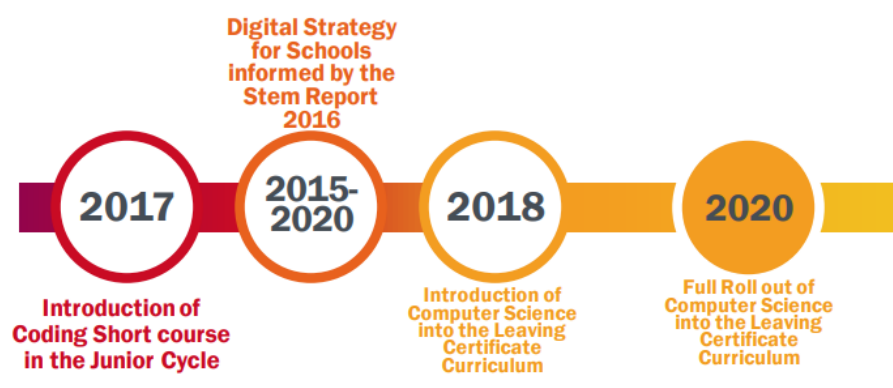 2017
Introduction of
Coding Short course
in the Junior Cycle
Digital Strategy
for Schools
informed by the
Stem Report
2016
2015-
2020
2018
Introduction of
Computer Science
into the Leaving
Certificate
Curriculum
2020
Full Roll out of
Computer Science
into the Leaving
Certificate
Curriculum